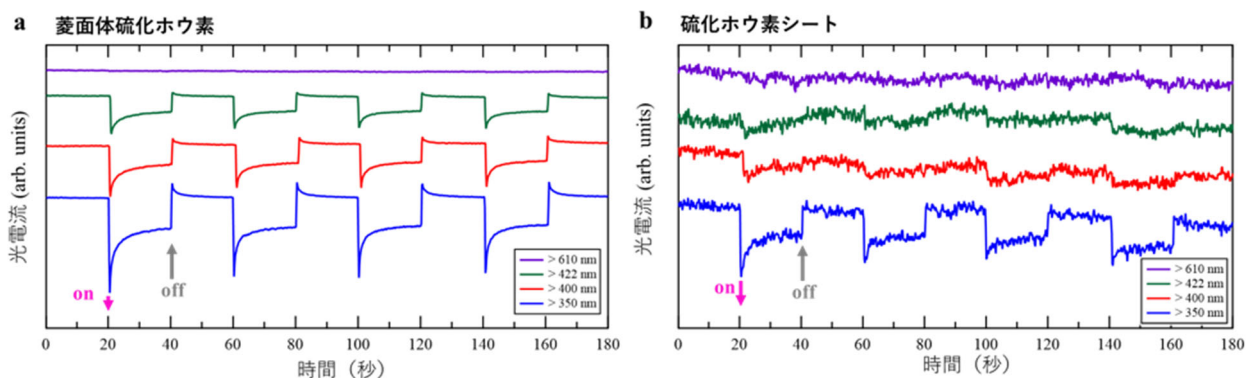 a 菱面体硫化ホウ素
光電流 (arb. units)
on
off
> 610 nm
> 422 nm
> 400 nm
> 350 nm
0 20 40 60 80 100 120 140 160 180
時間（秒）
b 硫化ホウ素シート
光電流 (arb. units)
on
off
> 610 nm
> 422 nm
> 400 nm
> 350 nm
0 20 40 60 80 100 120 140 160 180
時間（秒）